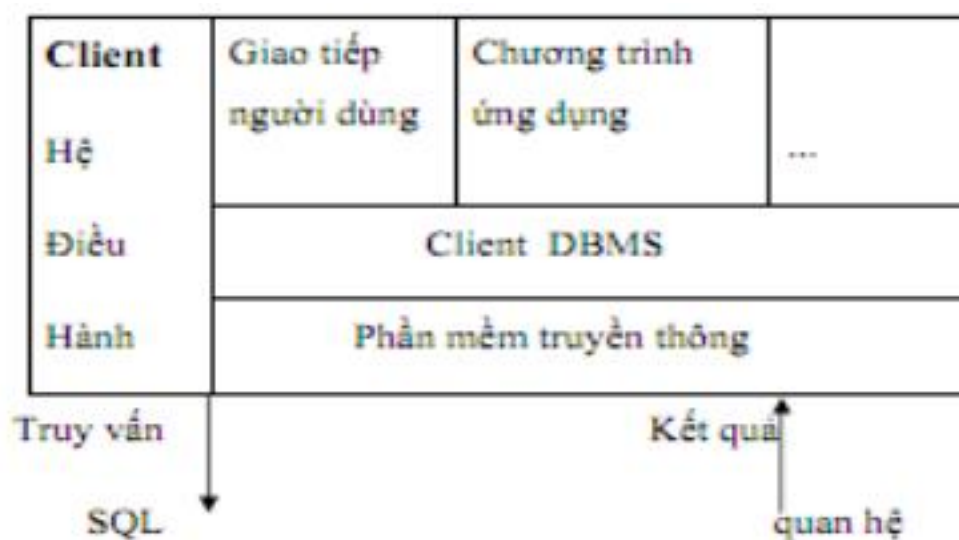 Client
Hệ
Điều
Hành
Giao tiếp
người dùng
Chương trình
ứng dụng
...
Client DBMS
Phần mềm truyền thông
Truy vấn
SQL
Kết quả
quan hệ